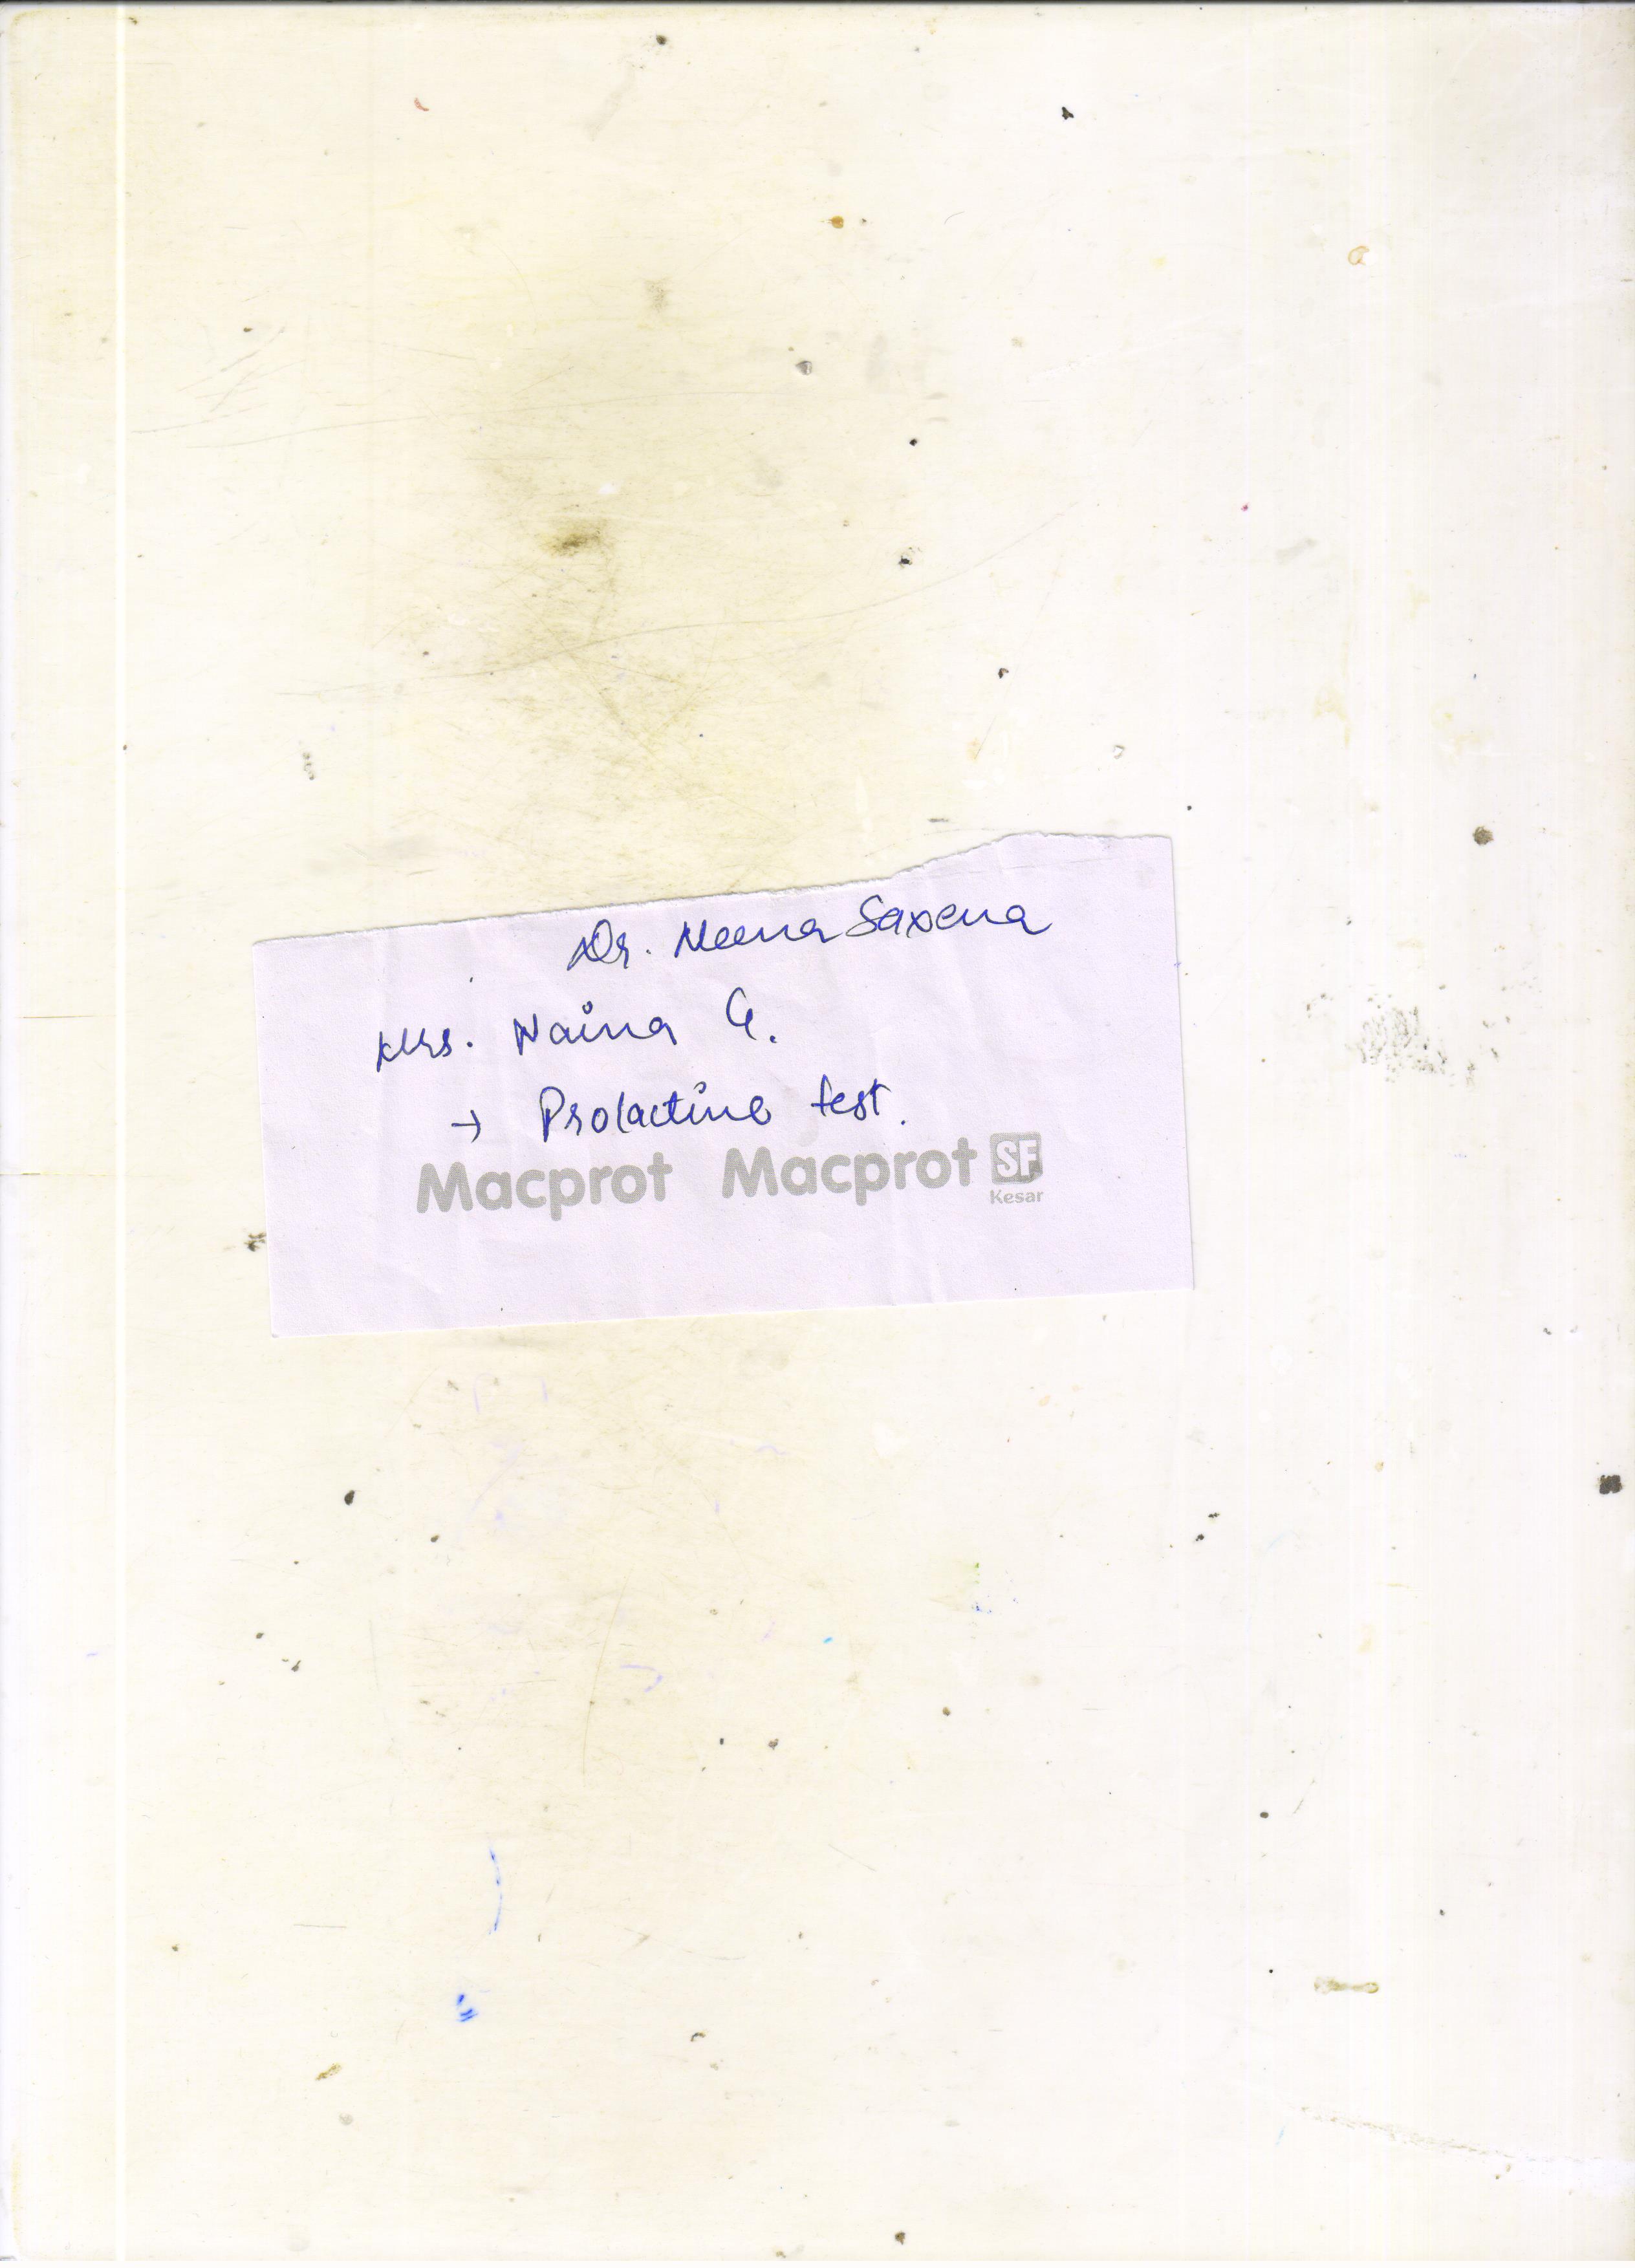 Dr. Neena Saxena
Mrs. Naina G.
→ Prolactine test.
Macprot Macprot SF
Kesar